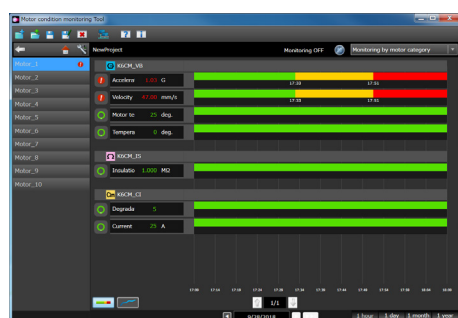 Motor condition monitoring Tool
NewProject
Monitoring OFF
Monitoring by motor category
Motor_1
Motor_2
Motor_3
Motor_4
Motor_5
Motor_6
Motor_7
Motor_8
Motor_9
Motor_10
K6CM_VB
Accelera G
17:33
17:51
Velocity 47.00 mm/s
17:33
17:51
Motor te 25 deg.
Tempera 0 deg.
K6CM_IS
Insulatio 1.000 MΩ
K6CM_CI
Degrada 5
Current 25 A
1/1
9/28/2018
1 hour 1 day 1 month 1 year